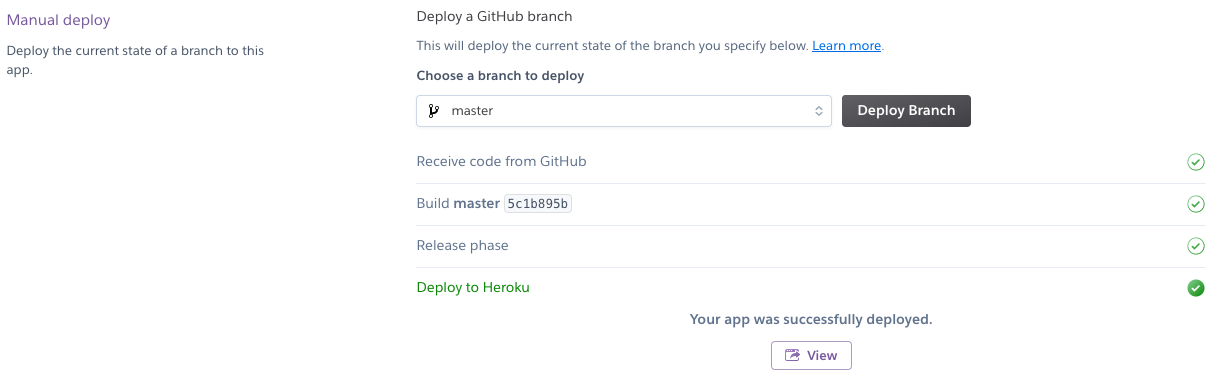 Manual deploy
Deploy the current state of a branch to this
app.
Deploy a GitHub branch
This will deploy the current state of the branch you specify below. Learn more.
Choose a branch to deploy
master
Deploy Branch
Receive code from GitHub
Build master 5c1b895b
Release phase
Deploy to Heroku
Your app was successfully deployed.
View